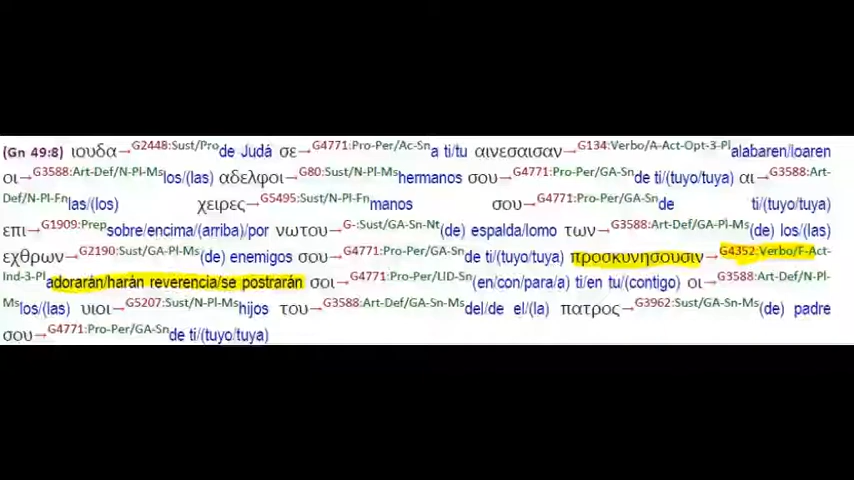 (Gn 49:8) ιουδα→G2448:Sust/Pro de Judá σε→G4771:Pro-Per/Ac-Sn a ti/tu αινεσαισαν→G134:Verbo/A-Act-Opt-3-Pl alabaren/loaren
οι→G3588:Art-Def/N-Pl-Ms los/(las) αδελφοι→G80:Sust/N-Pl-Ms hermanos σου→G4771:Pro-Per/GA-Sn de ti/(tuyo/tuya) αι→G3588:Art-
Def/N-Pl-Fn las/(los) χειρες→G5495:Sust/N-Pl-Fn manos σου→G4771:Pro-Per/GA-Sn de ti/(tuyo/tuya)
επι→G1909:Prep sobre/encima/(arriba)/por νωτου→G-:Sust/GA-Sn-Nt (de) espalda/lomo των→G3588:Art-Def/GA-Pl-Ms (de) los/(las)
εχθρων→G2190:Sust/GA-Pl-Ms (de) enemigos σου→G4771:Pro-Per/GA-Sn de ti/(tuyo/tuya) προσκυνησουσιν→G4352:Verbo/F-Act-
Ind-3-Pl adorarán/harán reverencia/se postrarán σοι→G4771:Pro-Per/LID-Sn (en/con/para/a) ti/en tu/(contigo) οι→G3588:Art-Def/N-Pl-
Ms los/(las) υιοι→G5207:Sust/N-Pl-Ms hijos του→G3588:Art-Def/GA-Sn-Ms del/de el/(la) πατρος→G3962:Sust/GA-Sn-Ms (de) padre
σου→G4771:Pro-Per/GA-Sn de ti/(tuyo/tuya)